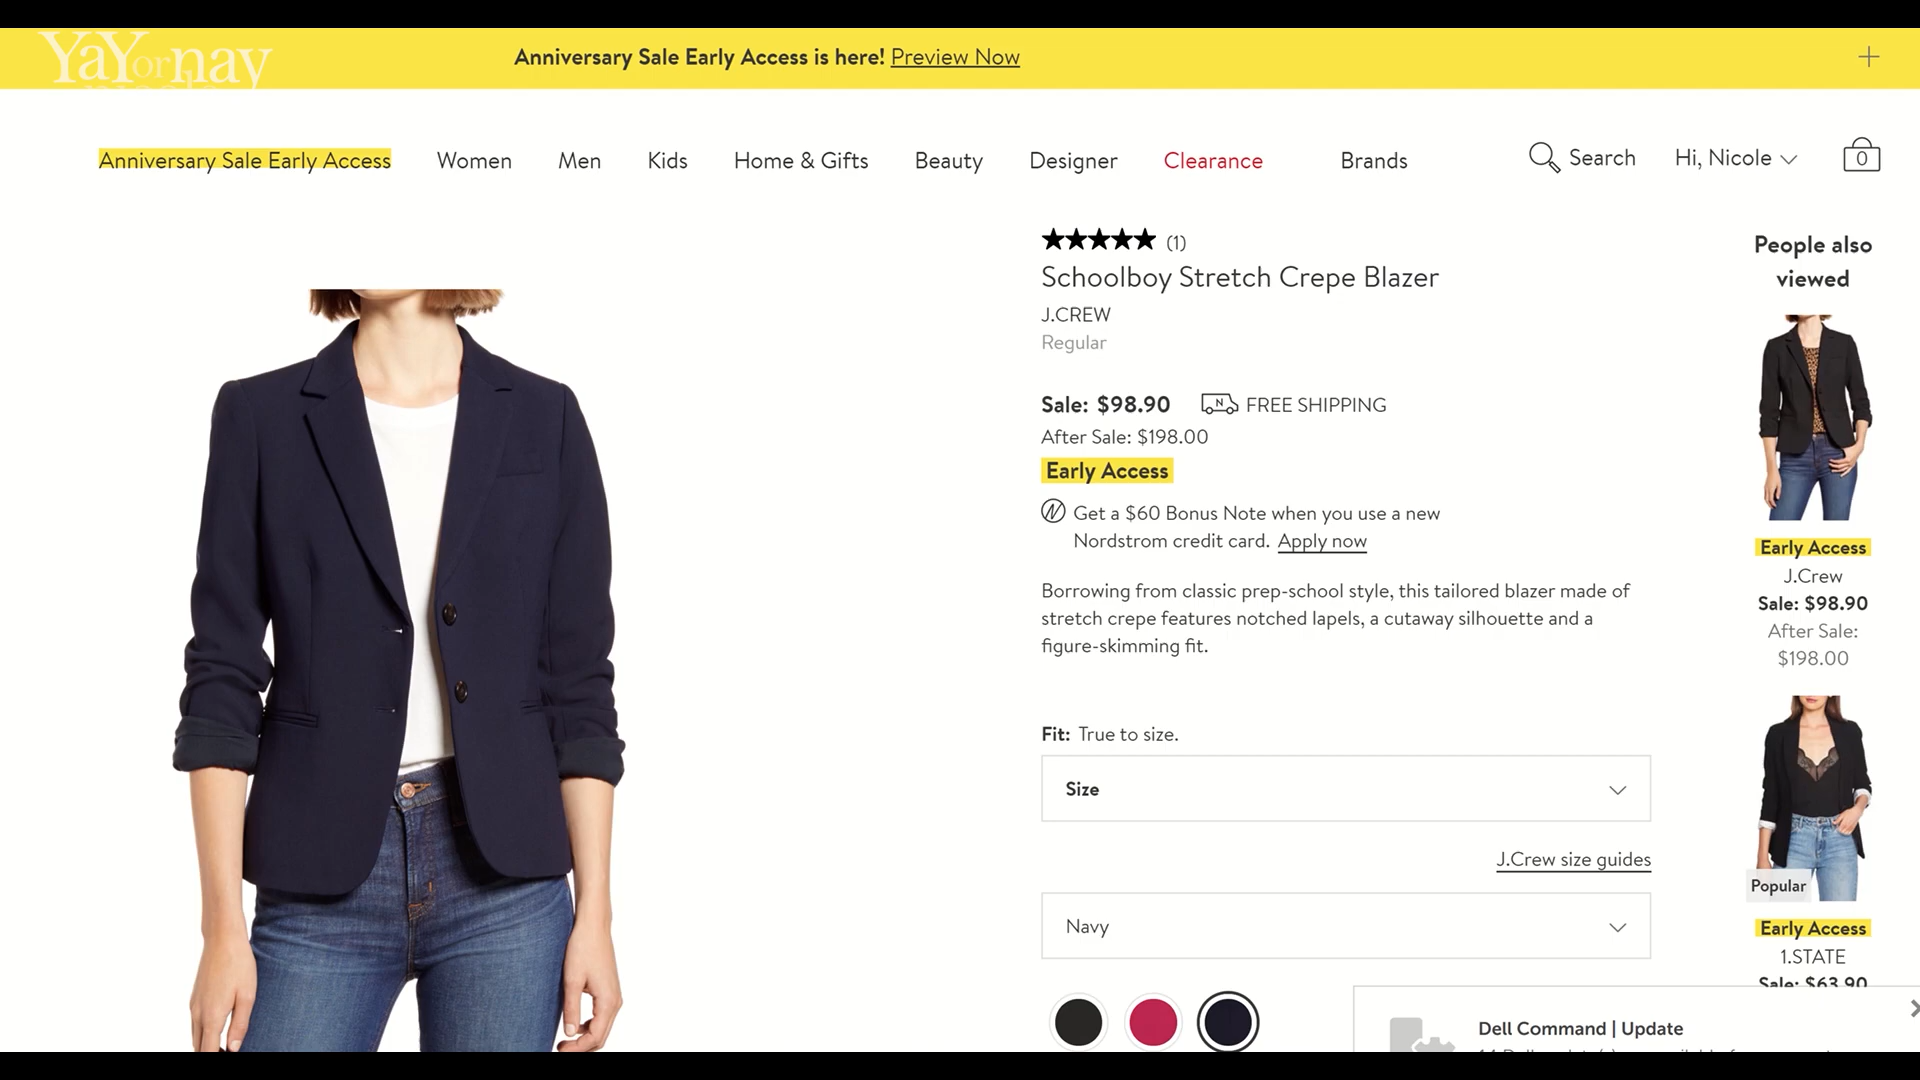 YaYornay
Anniversary Sale Early Access is here! Preview Now
Anniversary Sale Early Access
Women
Men
Kids
Home & Gifts
Beauty
Designer
Clearance
Brands
Search
Hi, Nicole
0
(1)
Schoolboy Stretch Crepe Blazer
J.CREW
Regular
Sale: $98.90
N
FREE SHIPPING
After Sale: $198.00
Early Access
N
Get a $60 Bonus Note when you use a new
Nordstrom credit card. Apply now
Borrowing from classic prep-school style, this tailored blazer made of
stretch crepe features notched lapels, a cutaway silhouette and a
figure-skimming fit.
Fit: True to size.
Size
J.Crew size guides
Navy
People also
viewed
Early Access
J.Crew
Sale: $98.90
After Sale:
$198.00
Popular
Early Access
1.STATE
Sale: $63.90
Dell Command | Update